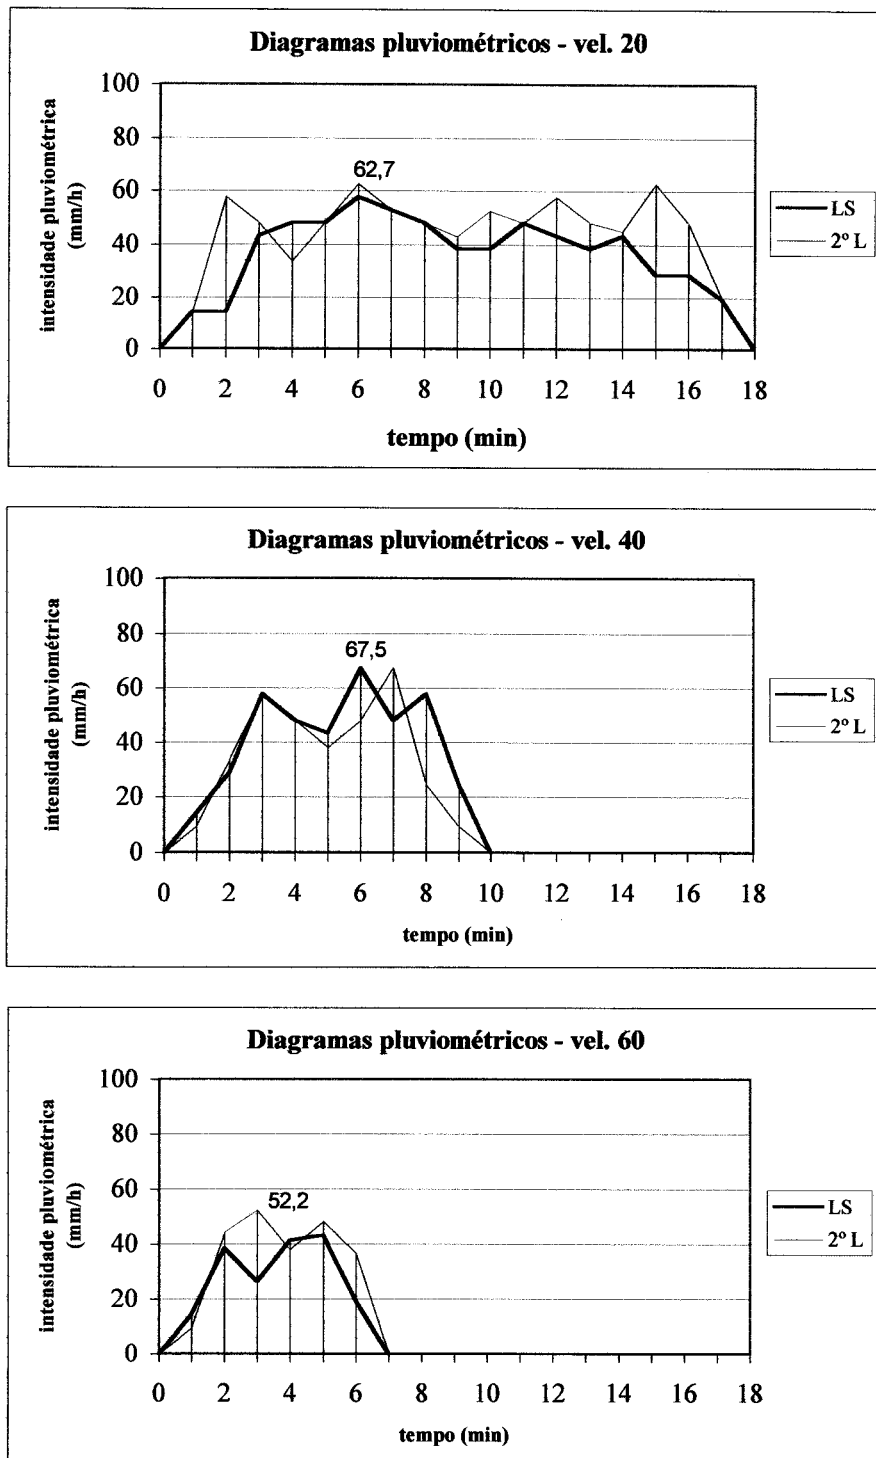 Diagramas pluviométricos - vel. 20
intensidade pluviométrica
(mm/h)
100
80
60
40
20
0
62,7
0 2 4 6 8 10 12 14 16 18
tempo (min)
LS
2º L
Diagramas pluviométricos - vel. 40
intensidade pluviométrica
(mm/h)
100
80
60
40
20
0
67,5
0 2 4 6 8 10 12 14 16 18
tempo (min)
LS
2º L
Diagramas pluviométricos - vel. 60
intensidade pluviométrica
(mm/h)
100
80
60
40
20
0
52,2
0 2 4 6 8 10 12 14 16 18
tempo (min)
LS
2º L